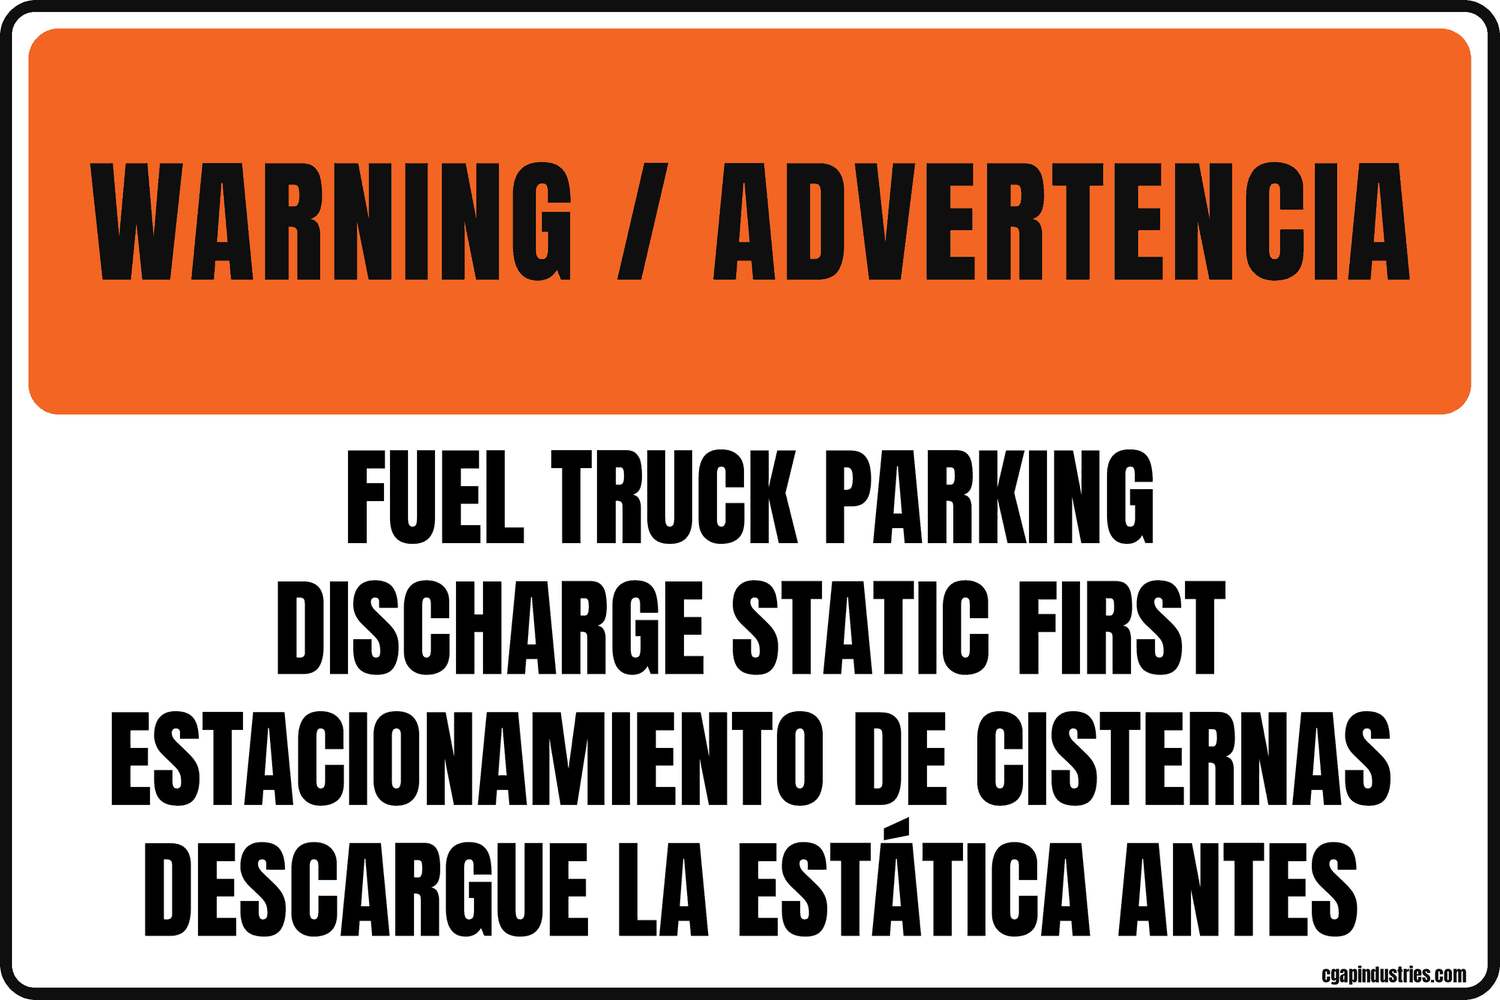 WARNING / ADVERTENCIA
FUEL TRUCK PARKING
DISCHARGE STATIC FIRST
ESTACIONAMIENTO DE CISTERNAS
DESCARGUE LA ESTÁTICA ANTES
cgapindustries.com